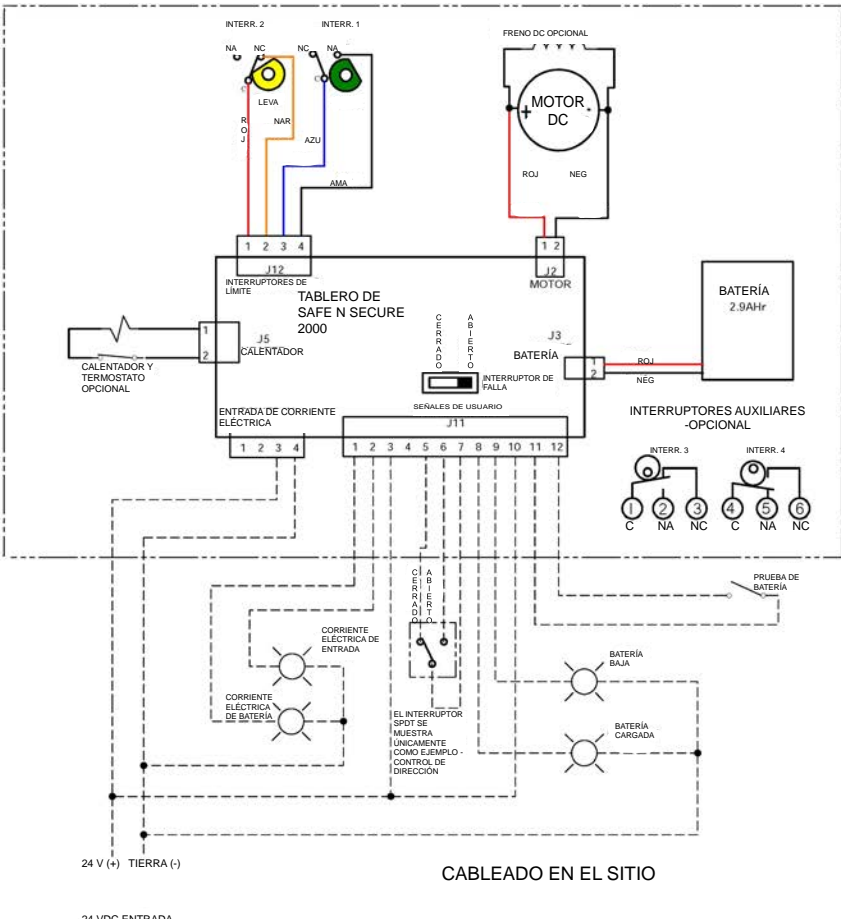 INTERR. 2
INTERR. 1
NA
NC
NC
NA
C
C
LEVA
ROJ
NAR
AZU
AMA
FRENO DC OPCIONAL
MOTOR
DC
+
-
ROJ
NEG
1 2 3 4
J12
INTERRUPTORES DE
LÍMITE
1 2
J2
MOTOR
TABLERO DE
SAFE N SECURE
2000
CERRADO
ABIERTO
INTERRUPTOR DE
FALLA
1
2
J5
CALENTADOR
CALENTADOR Y
TERMOSTATO
OPCIONAL
J3
BATERÍA
1
2
ROJ
NEG
BATERÍA
2.9AHr
ENTRADA DE CORRIENTE
ELÉCTRICA
1 2 3 4
SEÑALES DE USUARIO
J11
1 2 3 4 5 6 7 8 9 10 11 12
INTERRUPTORES AUXILIARES
-OPCIONAL
INTERR. 3
INTERR. 4
1 2 3 4 5 6
C NA NC C NA NC
CERRADO
ABIERTO
PRUEBA DE
BATERÍA
CORRIENTE
ELÉCTRICA DE
ENTRADA
CORRIENTE
ELÉCTRICA
DE BATERÍA
EL INTERRUPTOR
SPDT SE
MUESTRA
ÚNICAMENTE
COMO EJEMPLO -
CONTROL DE
DIRECCIÓN
BATERÍA
BAJA
BATERÍA
CARGADA
24 V (+)
TIERRA (-)
CABLEADO EN EL SITIO
24 VDC ENTRADA